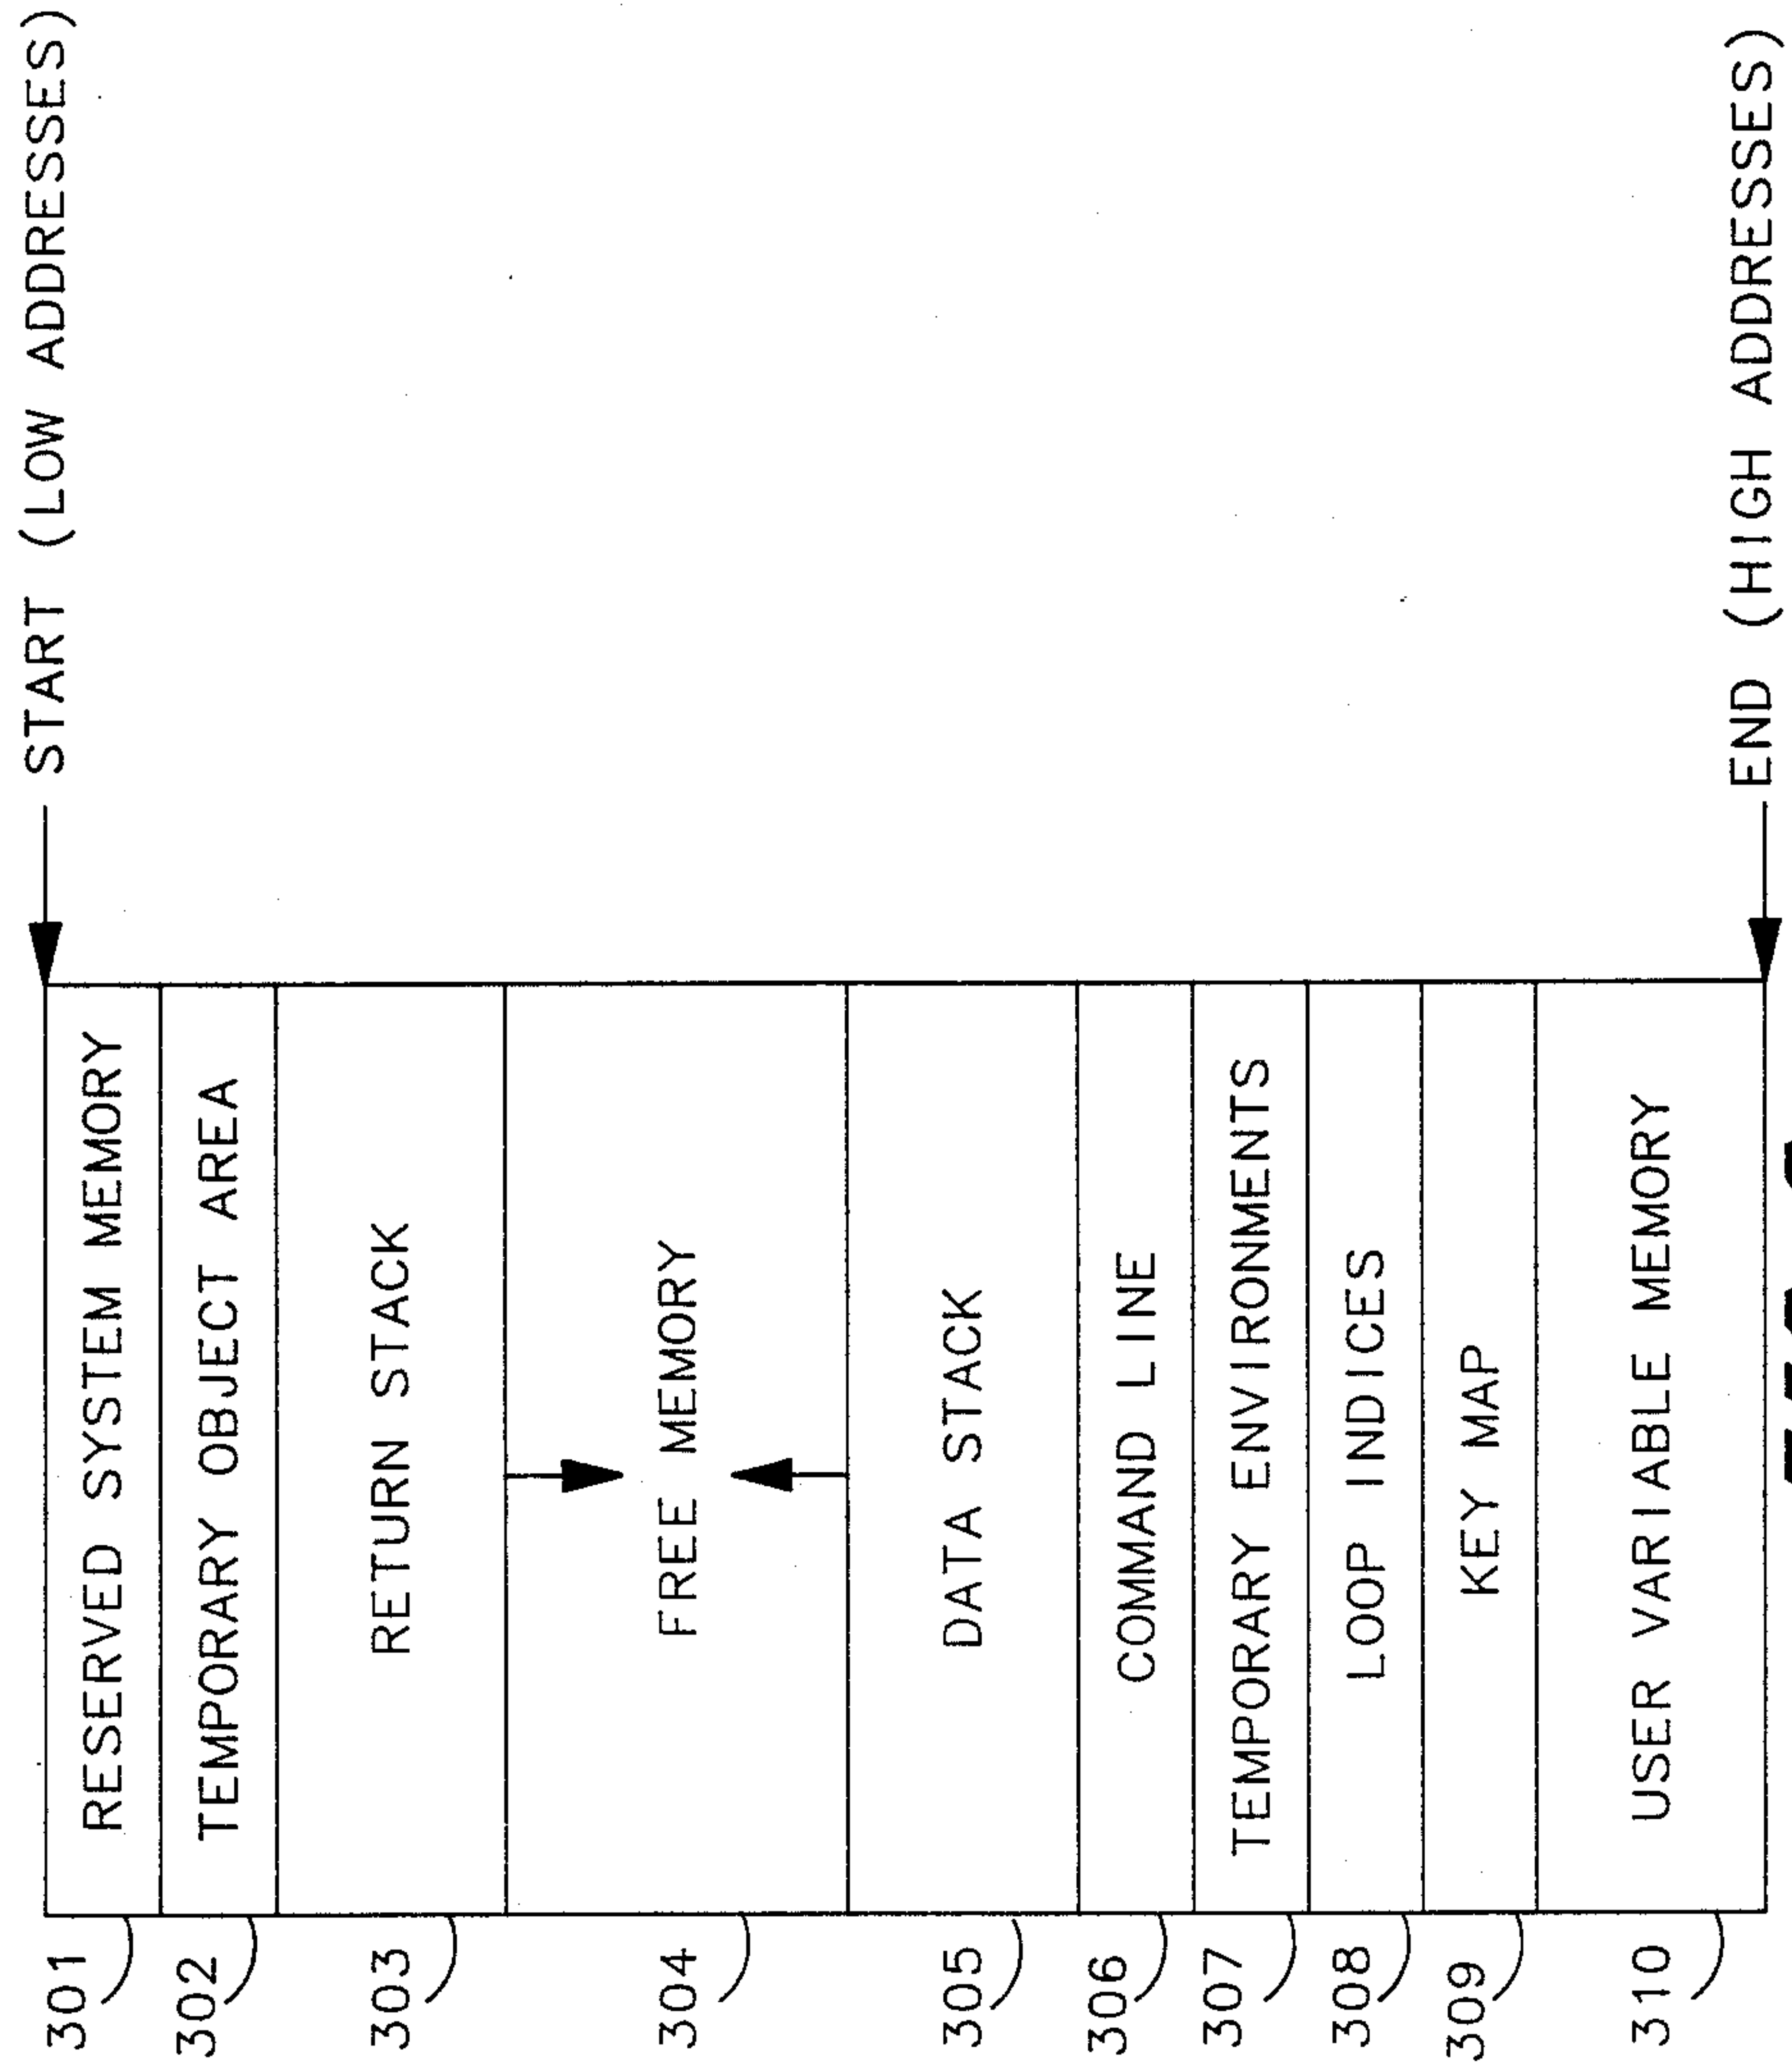 START (LOW ADDRESSES)
301 RESERVED SYSTEM MEMORY
302 TEMPORARY OBJECT AREA
303 RETURN STACK
304 FREE MEMORY
305 DATA STACK
306 COMMAND LINE
307 TEMPORARY ENVIRONMENTS
308 LOOP INDICES
309 KEY MAP
310 USER VARIABLE MEMORY
END (HIGH ADDRESSES)